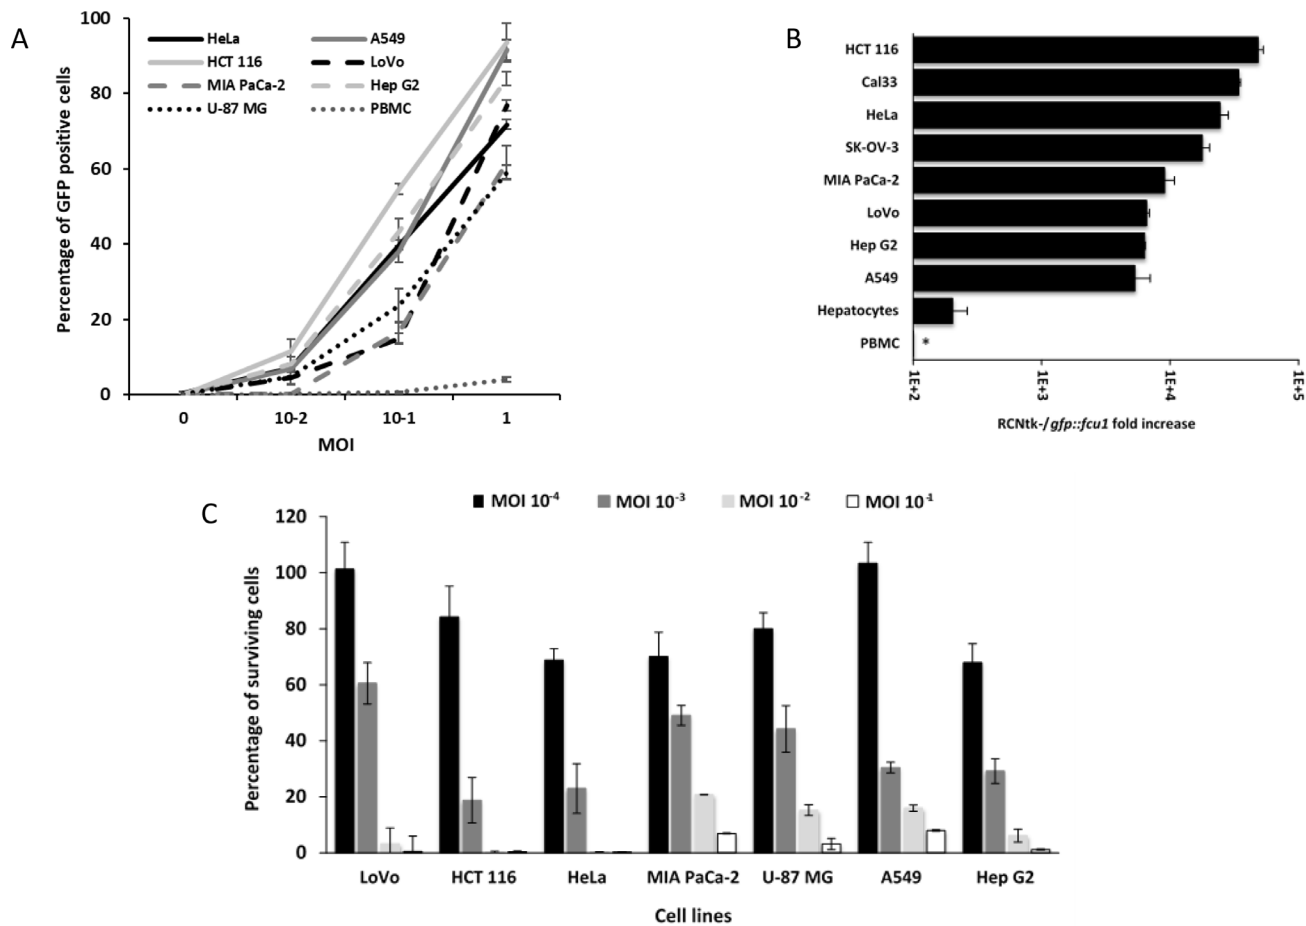 A
Percentage of GFP positive cells
100
80
60
40
20
0
HeLa
A549
HCT 116
LoVo
MIA PaCa-2
Hep G2
U-87 MG
PBMC
0
10-2
10-1
1
MOI
B
HCT 116
Cal33
HeLa
SK-OV-3
MIA PaCa-2
LoVo
Hep G2
A549
Hepatocytes
PBMC
*
1E+2
1E+3
1E+4
1E+5
RCNtk-/gfp::fcu1 fold increase
C
MOI 10-4
MOI 10-3
MOI 10-2
MOI 10-1
Percentage of surviving cells
120
100
80
60
40
20
0
LoVo
HCT 116
HeLa
MIA PaCa-2
U-87 MG
A549
Hep G2
Cell lines